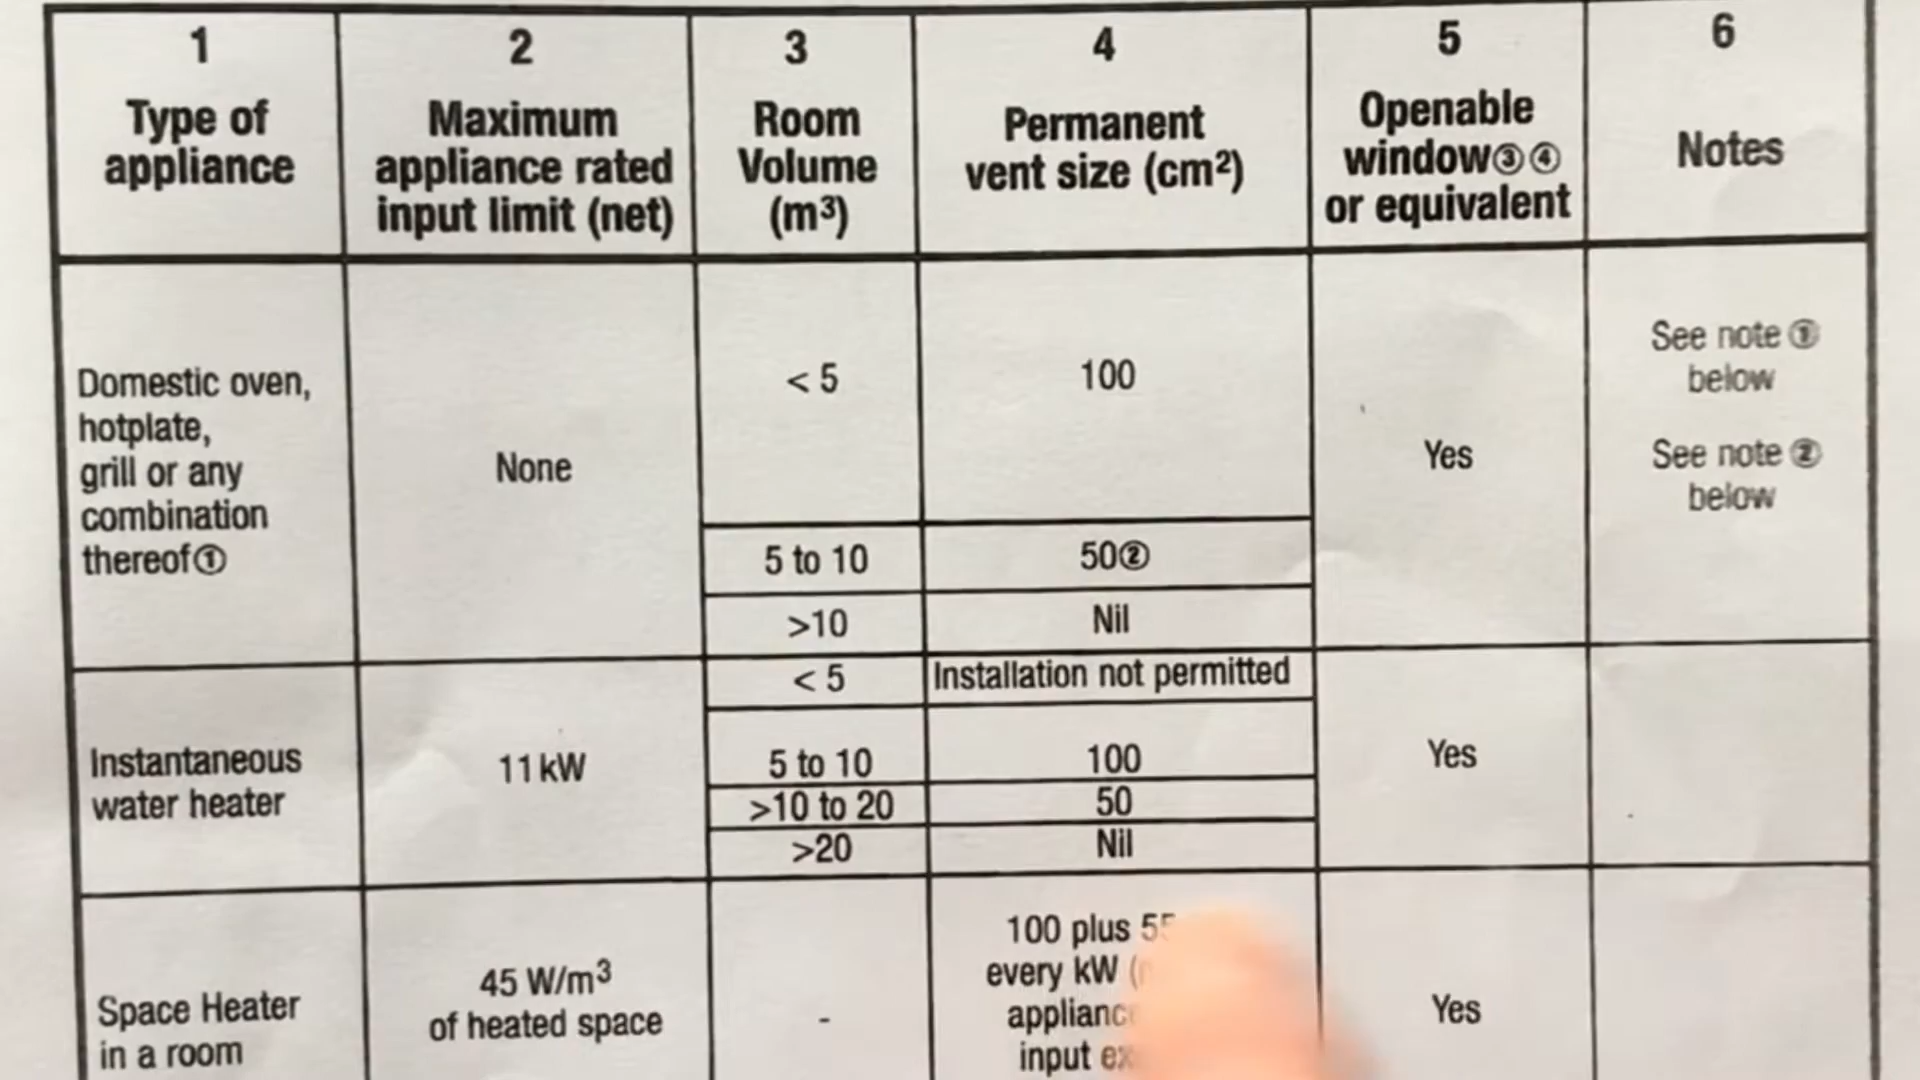 1
Type of
appliance
2
Maximum
appliance rated
input limit (net)
3
Room
Volume
(m³)
4
Permanent
vent size (cm²)
5
Openable
window③④
or equivalent
6
Notes
Domestic oven,
hotplate,
grill or any
combination
thereof①
None
< 5
100
5 to 10
50②
>10
Nil
Yes
See note ①
below
See note ②
below
Instantaneous
water heater
11 kW
< 5
Installation not permitted
5 to 10
100
>10 to 20
50
>20
Nil
Yes
Space Heater
in a room
45 W/m³
of heated space
-
100 plus
every kW
input
Yes